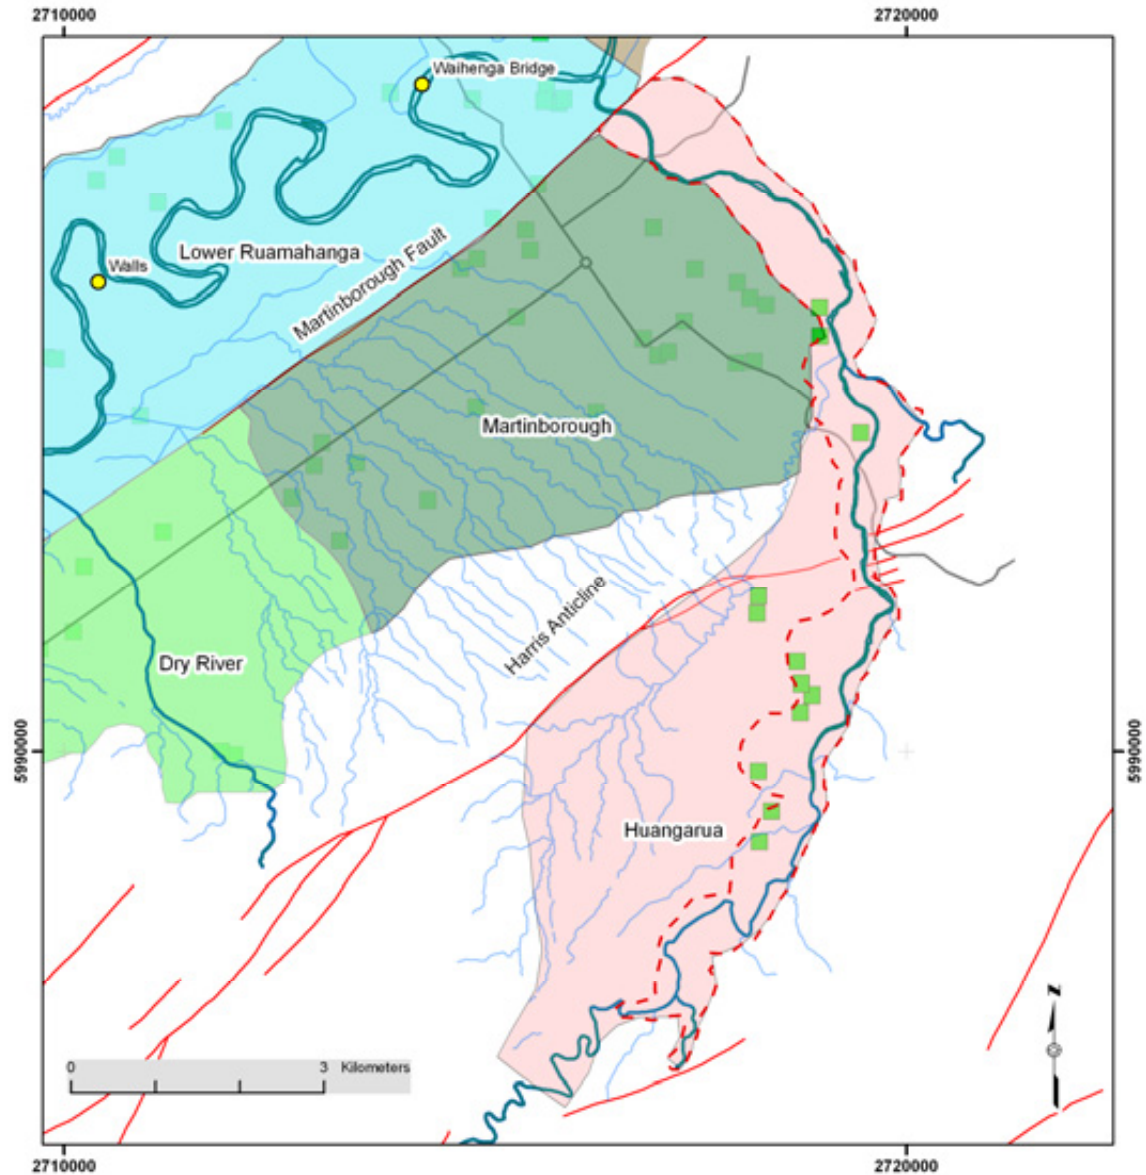 2710000
2720000
Waihenga Bridge
Lower Ruamahanga
Walls
Martinborough Fault
Martinborough
Harris Anticline
Dry River
5990000
5990000
Huangarua
N
0
3
Kilometers
2710000
2720000